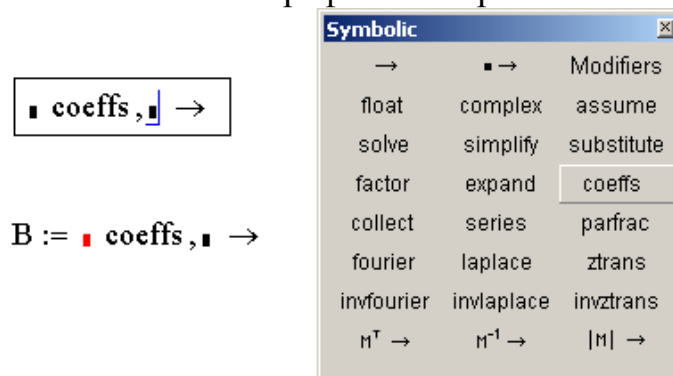 Symbolic
→ ▪ → Modifiers
▪ coeffs ,▪ →
float complex assume
solve simplify substitute
factor expand coeffs
B := ▪ coeffs ,▪ →
collect series parfrac
fourier laplace ztrans
invfourier invlaplace invztrans
Mᵀ → M⁻¹ → |M| →